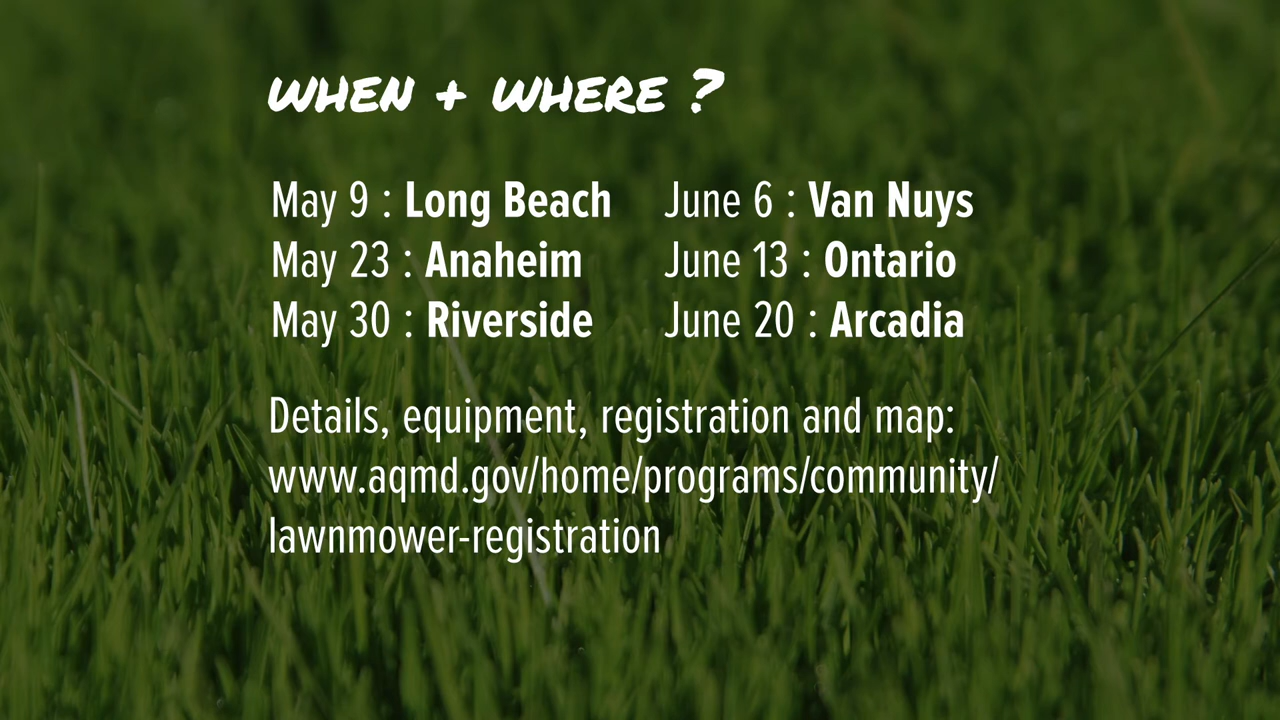 WHEN + WHERE ?
May 9 : Long Beach
May 23 : Anaheim
May 30 : Riverside
June 6 : Van Nuys
June 13 : Ontario
June 20 : Arcadia
Details, equipment, registration and map:
www.aqmd.gov/home/programs/community/
lawnmower-registration